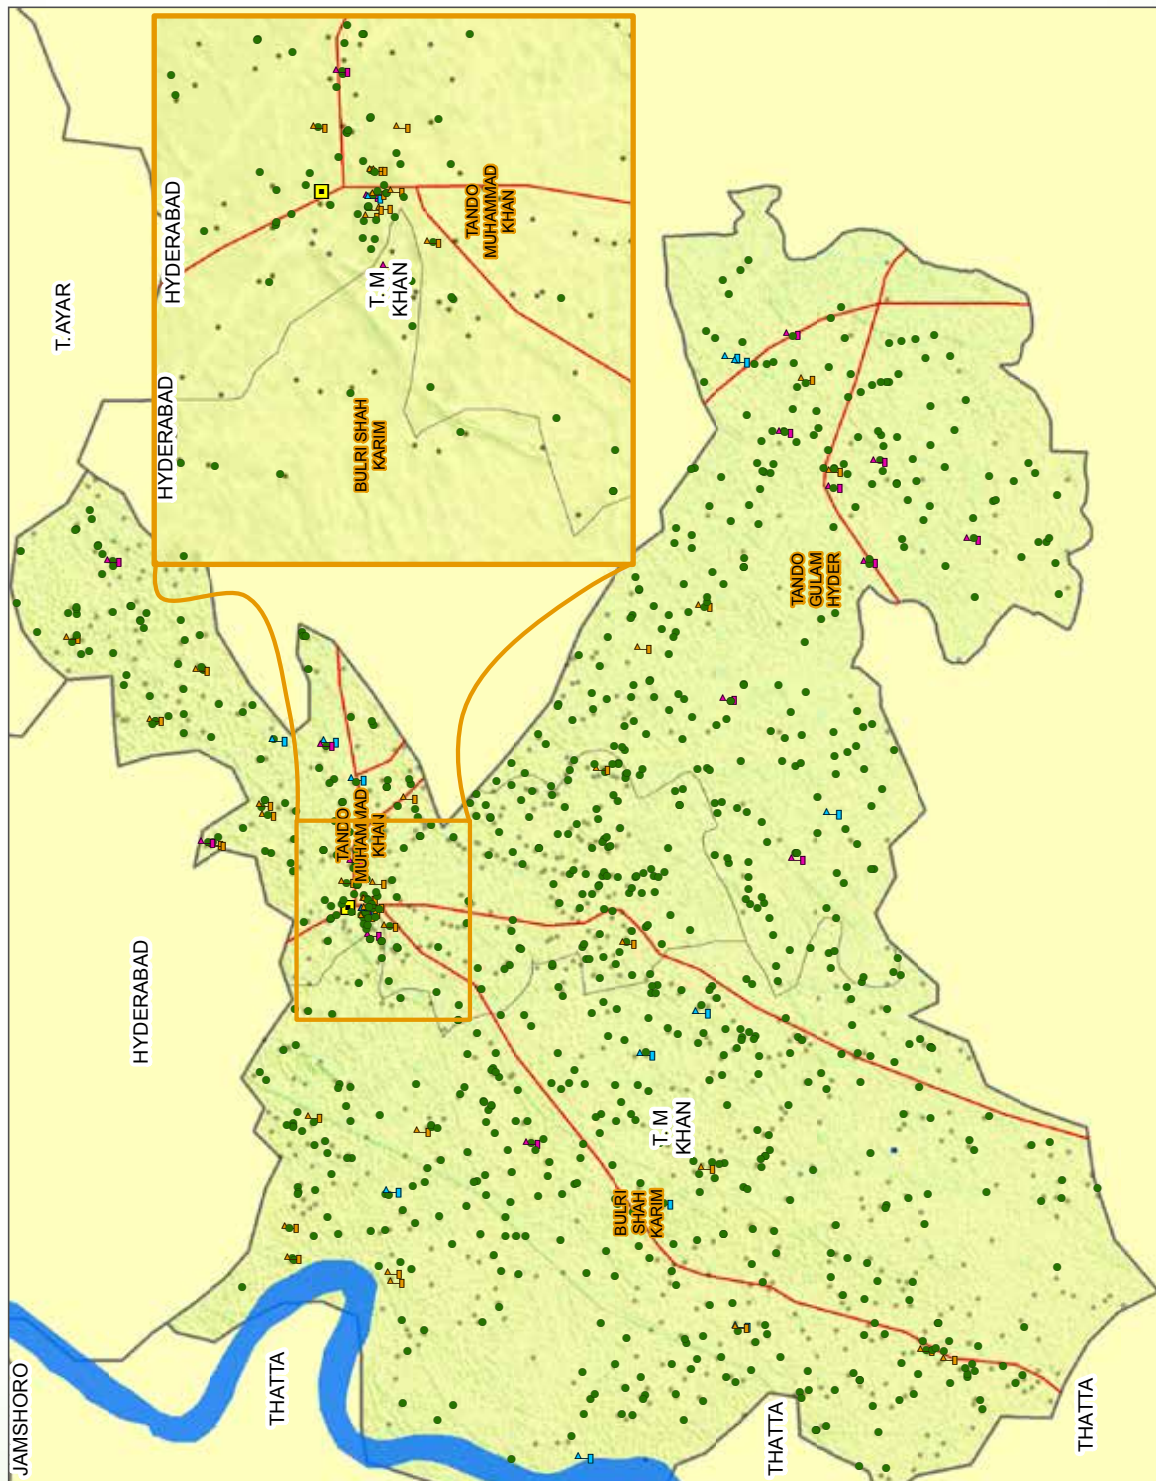 JAMSHORO
THATTA
THATTA
THATTA
HYDERABAD
BULRI
SHAH
KARIM
T. M
KHAN
TANDO
MUHAMMAD
KHAN
TANDO
GULAM
HYDER
T.AYAR
HYDERABAD
HYDERABAD
BULRI SHAH
KARIM
T. M
KHAN
TANDO
MUHAMMAD
KHAN